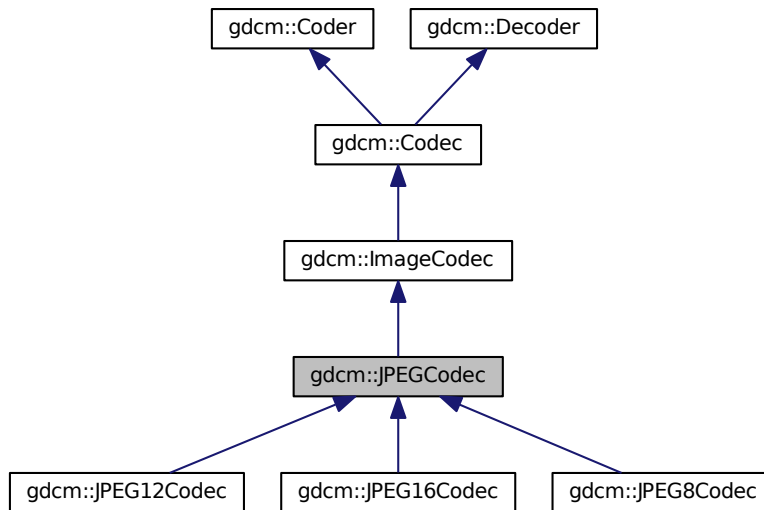 gdcm::Coder
gdcm::Decoder
gdcm::Codec
gdcm::ImageCodec
gdcm::JPEGCodec
gdcm::JPEG12Codec
gdcm::JPEG16Codec
gdcm::JPEG8Codec